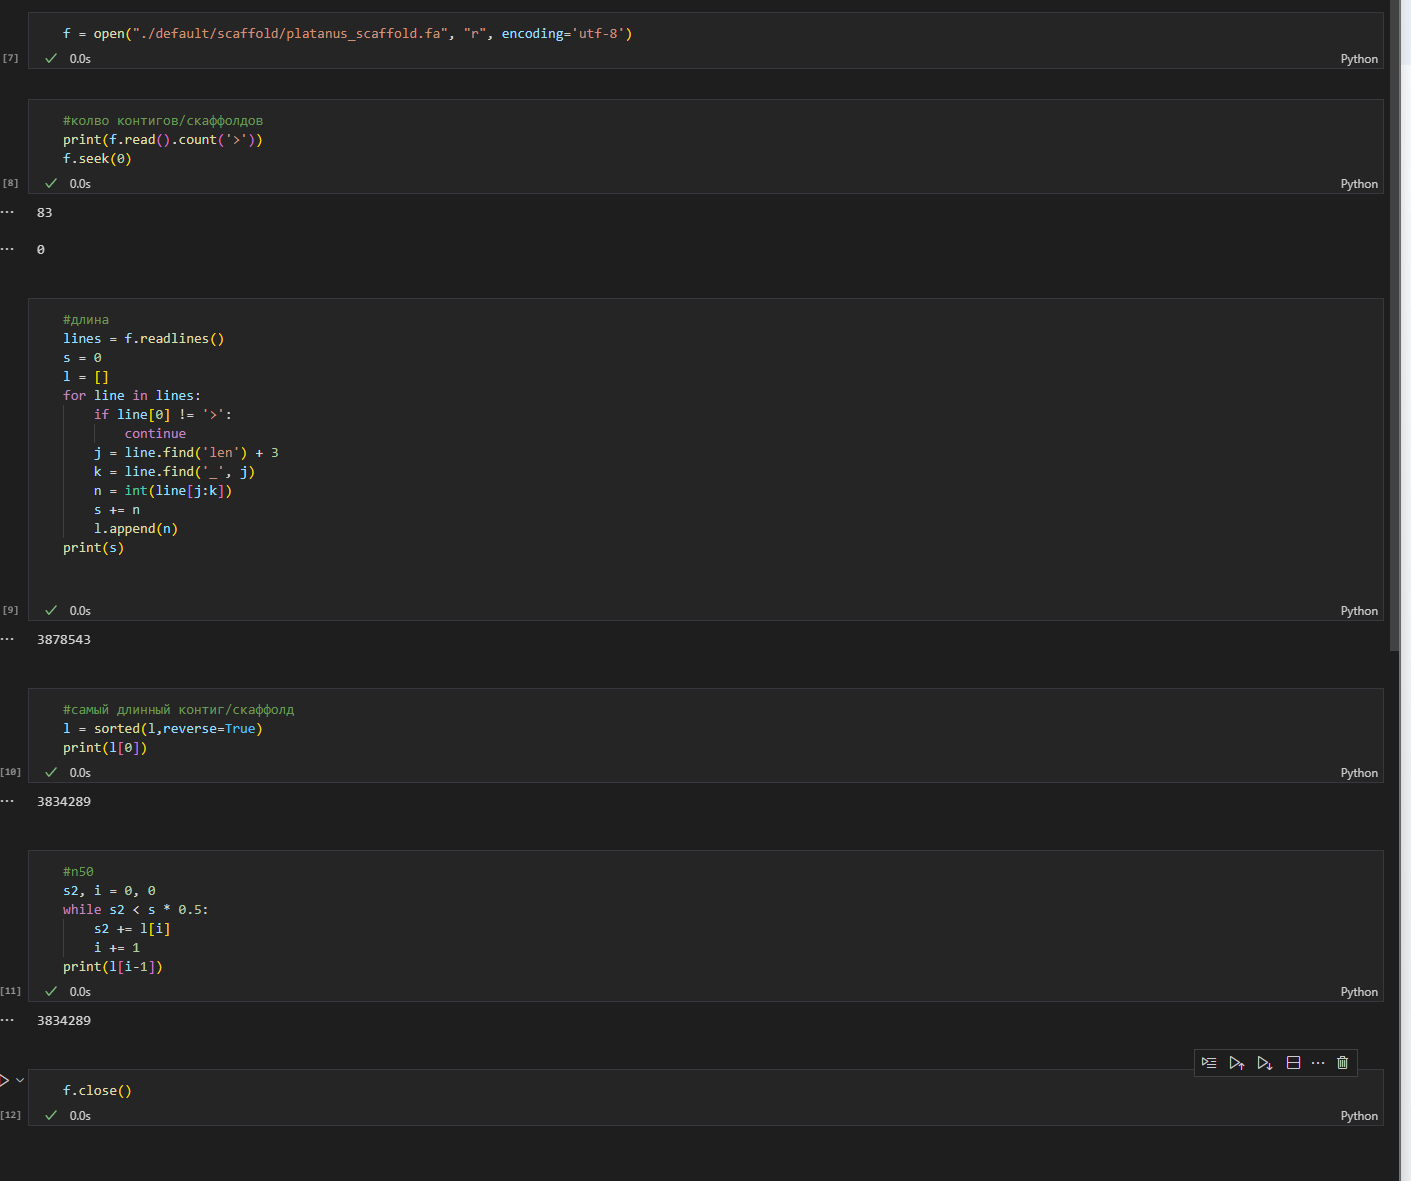 f = open("./default/scaffold/platanus_scaffold.fa", "r", encoding='utf-8')
[7]
0.0s
Python
#колво контигов/скаффолдов
print(f.read().count('>'))
f.seek(0)
[8]
0.0s
Python
... 83
... 0
#длина
lines = f.readlines()
s = 0
l = []
for line in lines:
    if line[0] != '>':
        continue
    j = line.find('len') + 3
    k = line.find('_', j)
    n = int(line[j:k])
    s += n
    l.append(n)
print(s)
[9]
0.0s
Python
... 3878543
#самый длинный контиг/скаффолд
l = sorted(l,reverse=True)
print(l[0])
[10]
0.0s
Python
... 3834289
#n50
s2, i = 0, 0
while s2 < s * 0.5:
    s2 += l[i]
    i += 1
print(l[i-1])
[11]
0.0s
Python
... 3834289
f.close()
[12]
0.0s
Python